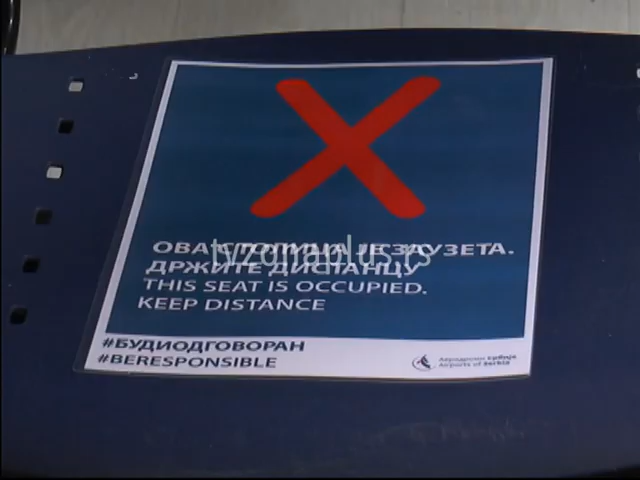 ОВА СТОЛИЦА ЈЕ ЗАУЗЕТА.
tvzonaplus.rs
ДРЖИТЕ ДИСТАНЦУ
THIS SEAT IS OCCUPIED.
KEEP DISTANCE
#БУДИОДГОВОРАН
#BERESPONSIBLE
Аеродроми Србије
Airports of Serbia